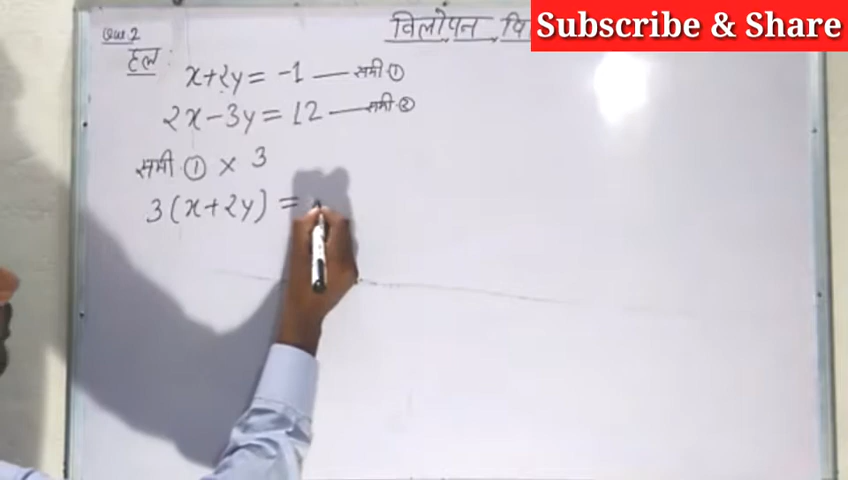 Subscribe & Share
Que 2
विलोपन वि
हल :
x+2y = -1 — समी ①
2x-3y = 12 — समी ②
समी ① × 3
3(x+2y) =